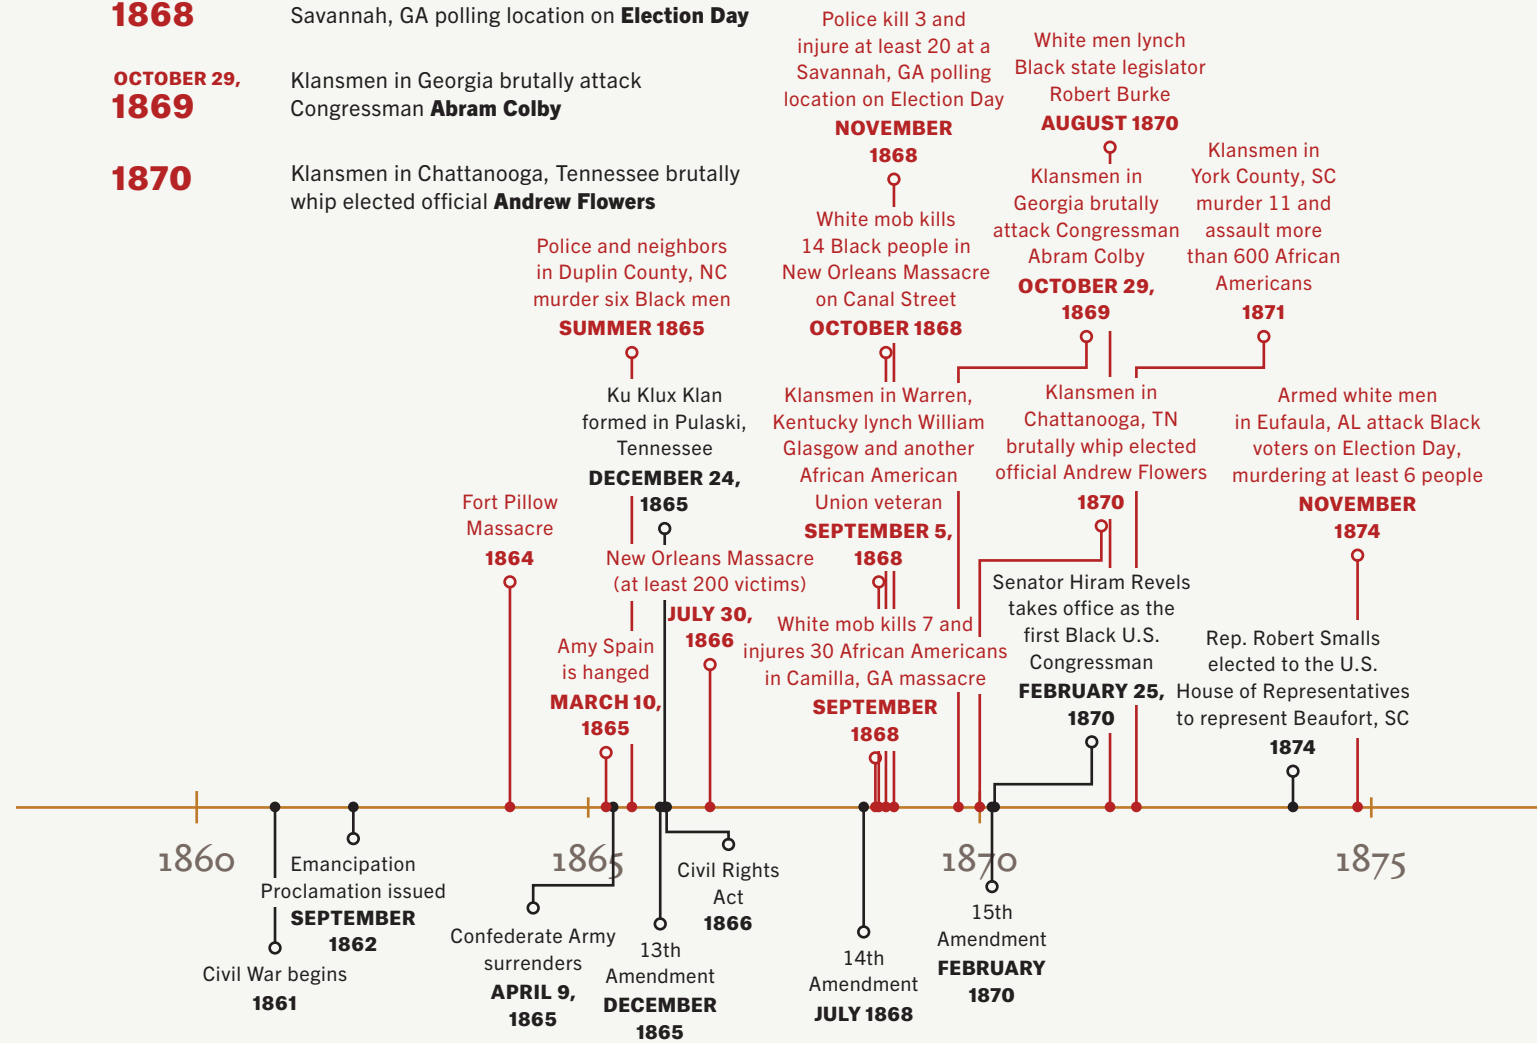 1868
Savannah, GA polling location on Election Day
OCTOBER 29,
1869
Klansmen in Georgia brutally attack
Congressman Abram Colby
1870
Klansmen in Chattanooga, Tennessee brutally
whip elected official Andrew Flowers
Police kill 3 and
injure at least 20 at a
Savannah, GA polling
location on Election Day
NOVEMBER
1868
White men lynch
Black state legislator
Robert Burke
AUGUST 1870
Klansmen in
York County, SC
murder 11 and
assault more
than 600 African
Americans
1871
Klansmen in
Georgia brutally
attack Congressman
Abram Colby
OCTOBER 29,
1869
White mob kills
14 Black people in
New Orleans Massacre
on Canal Street
OCTOBER 1868
Police and neighbors
in Duplin County, NC
murder six Black men
SUMMER 1865
Ku Klux Klan
formed in Pulaski,
Tennessee
DECEMBER 24,
1865
Klansmen in Warren,
Kentucky lynch William
Glasgow and another
African American
Union veteran
SEPTEMBER 5,
1868
Klansmen in
Chattanooga, TN
brutally whip elected
official Andrew Flowers
1870
Armed white men
in Eufaula, AL attack Black
voters on Election Day,
murdering at least 6 people
NOVEMBER
1874
Fort Pillow
Massacre
1864
New Orleans Massacre
(at least 200 victims)
JULY 30,
1866
Amy Spain
is hanged
MARCH 10,
1865
White mob kills 7 and
injures 30 African Americans
in Camilla, GA massacre
SEPTEMBER
1868
Senator Hiram Revels
takes office as the
first Black U.S.
Congressman
FEBRUARY 25,
1870
Rep. Robert Smalls
elected to the U.S.
House of Representatives
to represent Beaufort, SC
1874
1860
1865
1870
1875
Emancipation
Proclamation issued
SEPTEMBER
1862
Civil War begins
1861
Confederate Army
surrenders
APRIL 9,
1865
13th
Amendment
DECEMBER
1865
Civil Rights
Act
1866
14th
Amendment
JULY 1868
15th
Amendment
FEBRUARY
1870